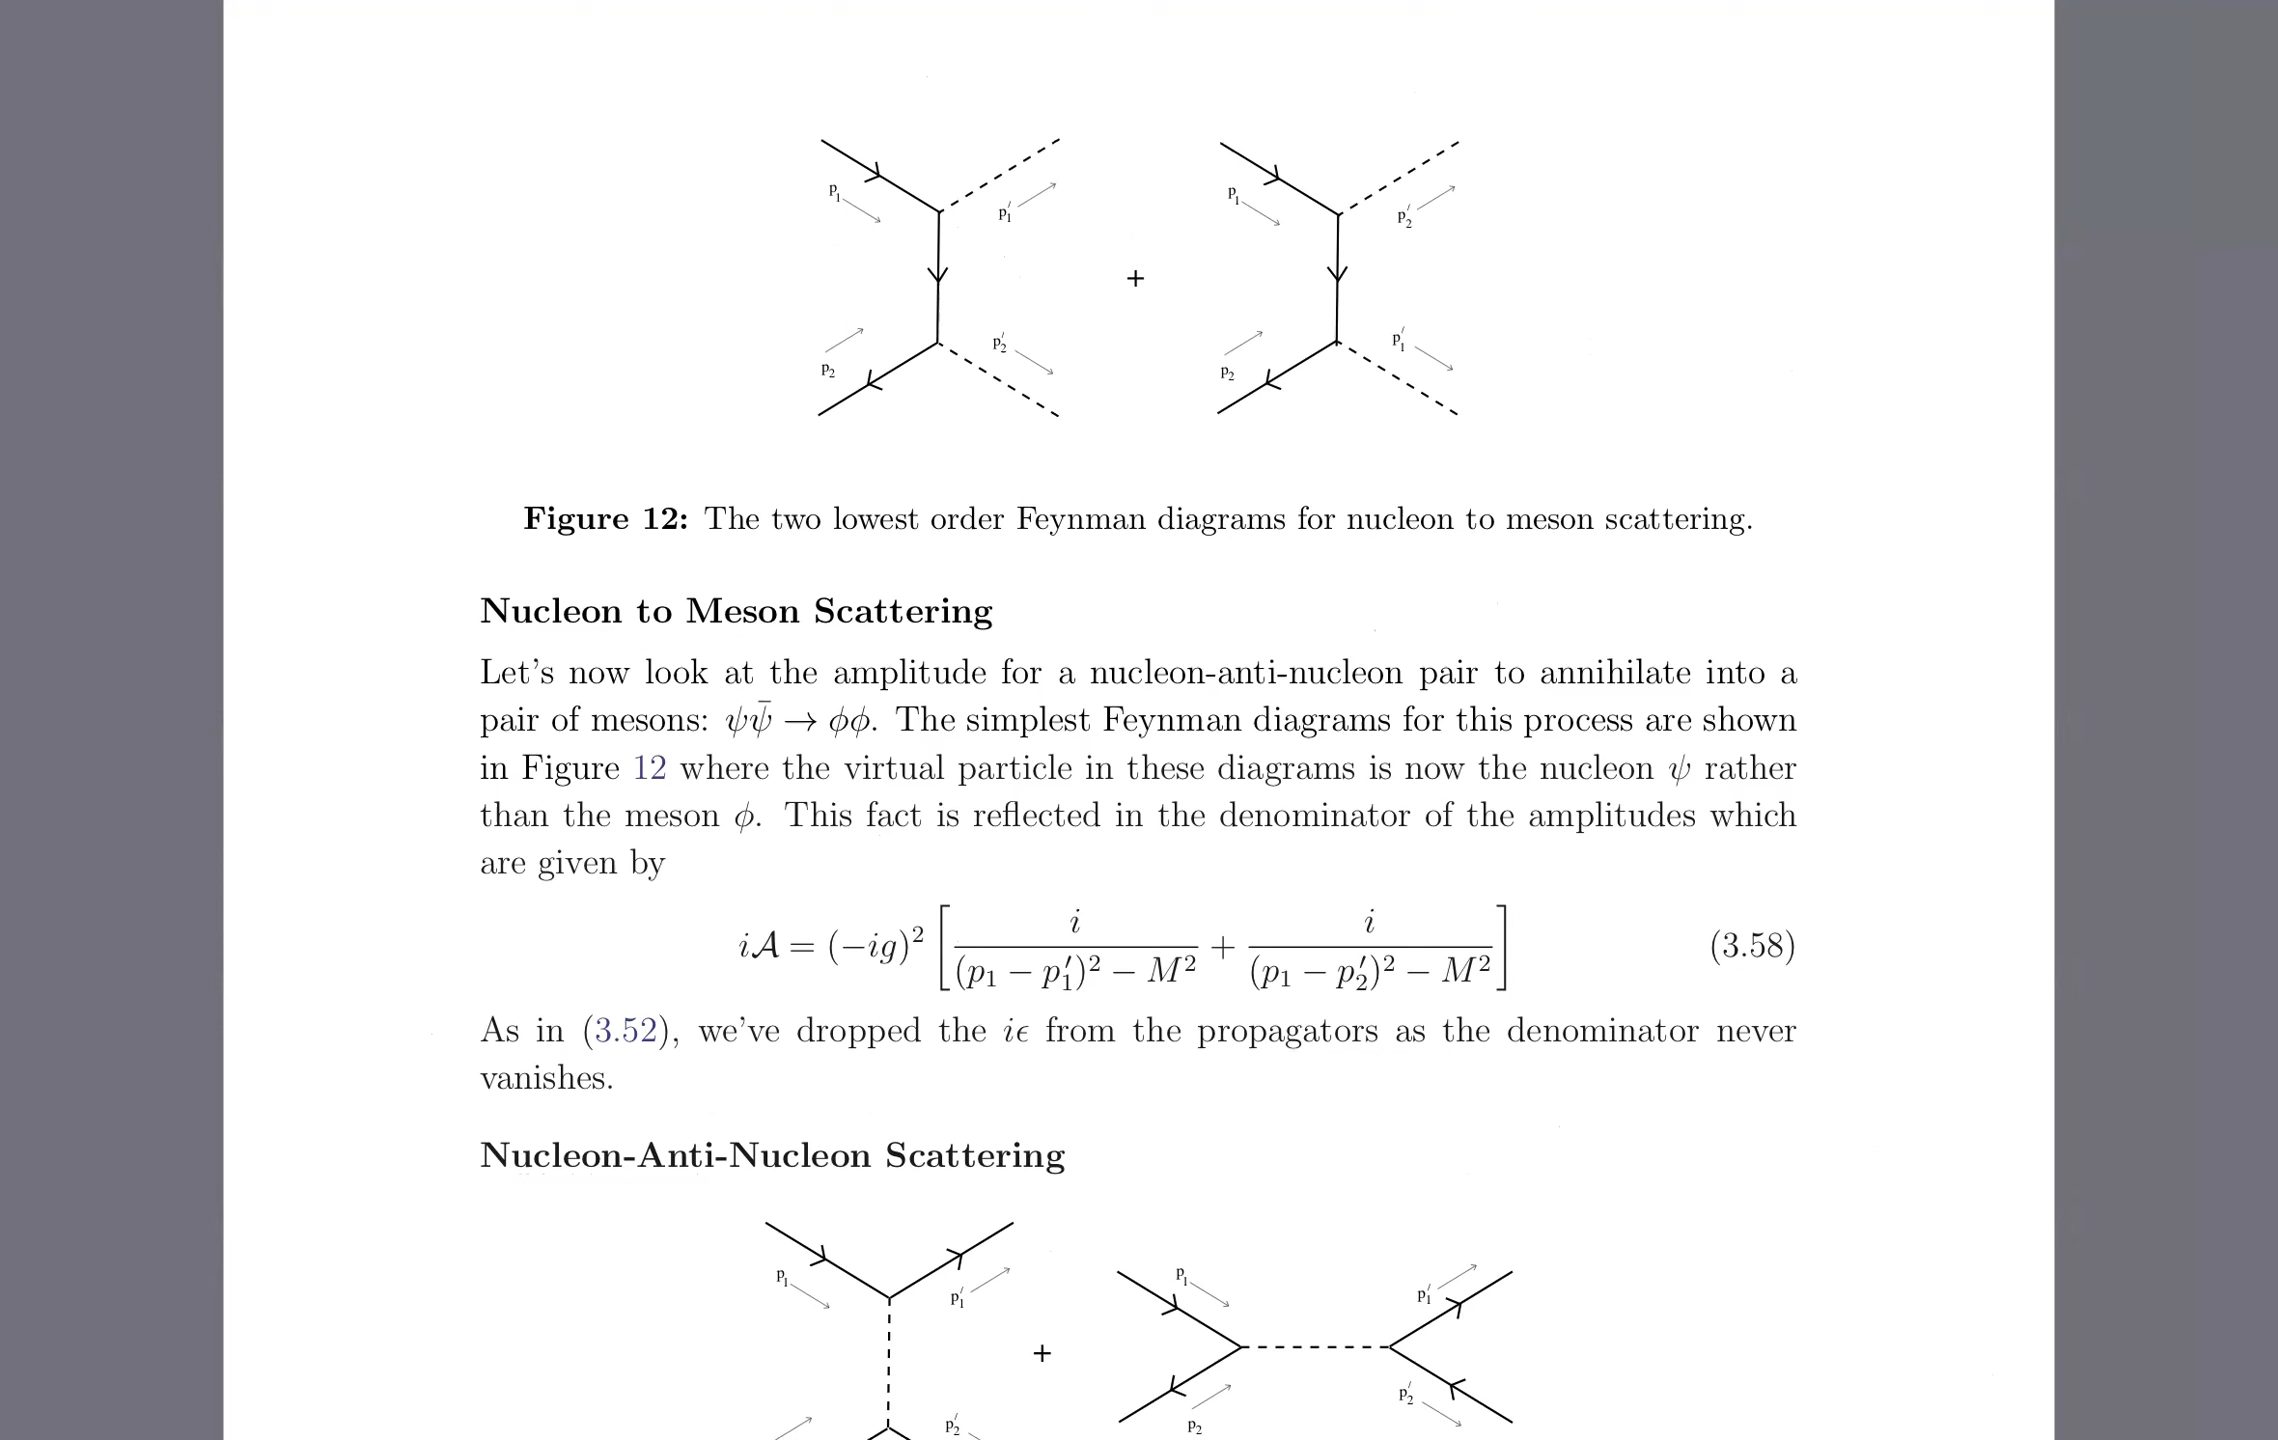 p₁ p₁′ p₁ p₂′
+
p₂ p₂′ p₂ p₁′
Figure 12: The two lowest order Feynman diagrams for nucleon to meson scattering.
Nucleon to Meson Scattering
Let's now look at the amplitude for a nucleon-anti-nucleon pair to annihilate into a
pair of mesons: ψψ̄ → ϕϕ. The simplest Feynman diagrams for this process are shown
in Figure 12 where the virtual particle in these diagrams is now the nucleon ψ rather
than the meson ϕ. This fact is reflected in the denominator of the amplitudes which
are given by
i𝒜 = (−ig)² [ i / ((p₁ − p₁′)² − M²) + i / ((p₁ − p₂′)² − M²) ] (3.58)
As in (3.52), we've dropped the iϵ from the propagators as the denominator never
vanishes.
Nucleon-Anti-Nucleon Scattering
p₁ p₁′ p₁ p₁′
+
p₂′ p₂ p₂′